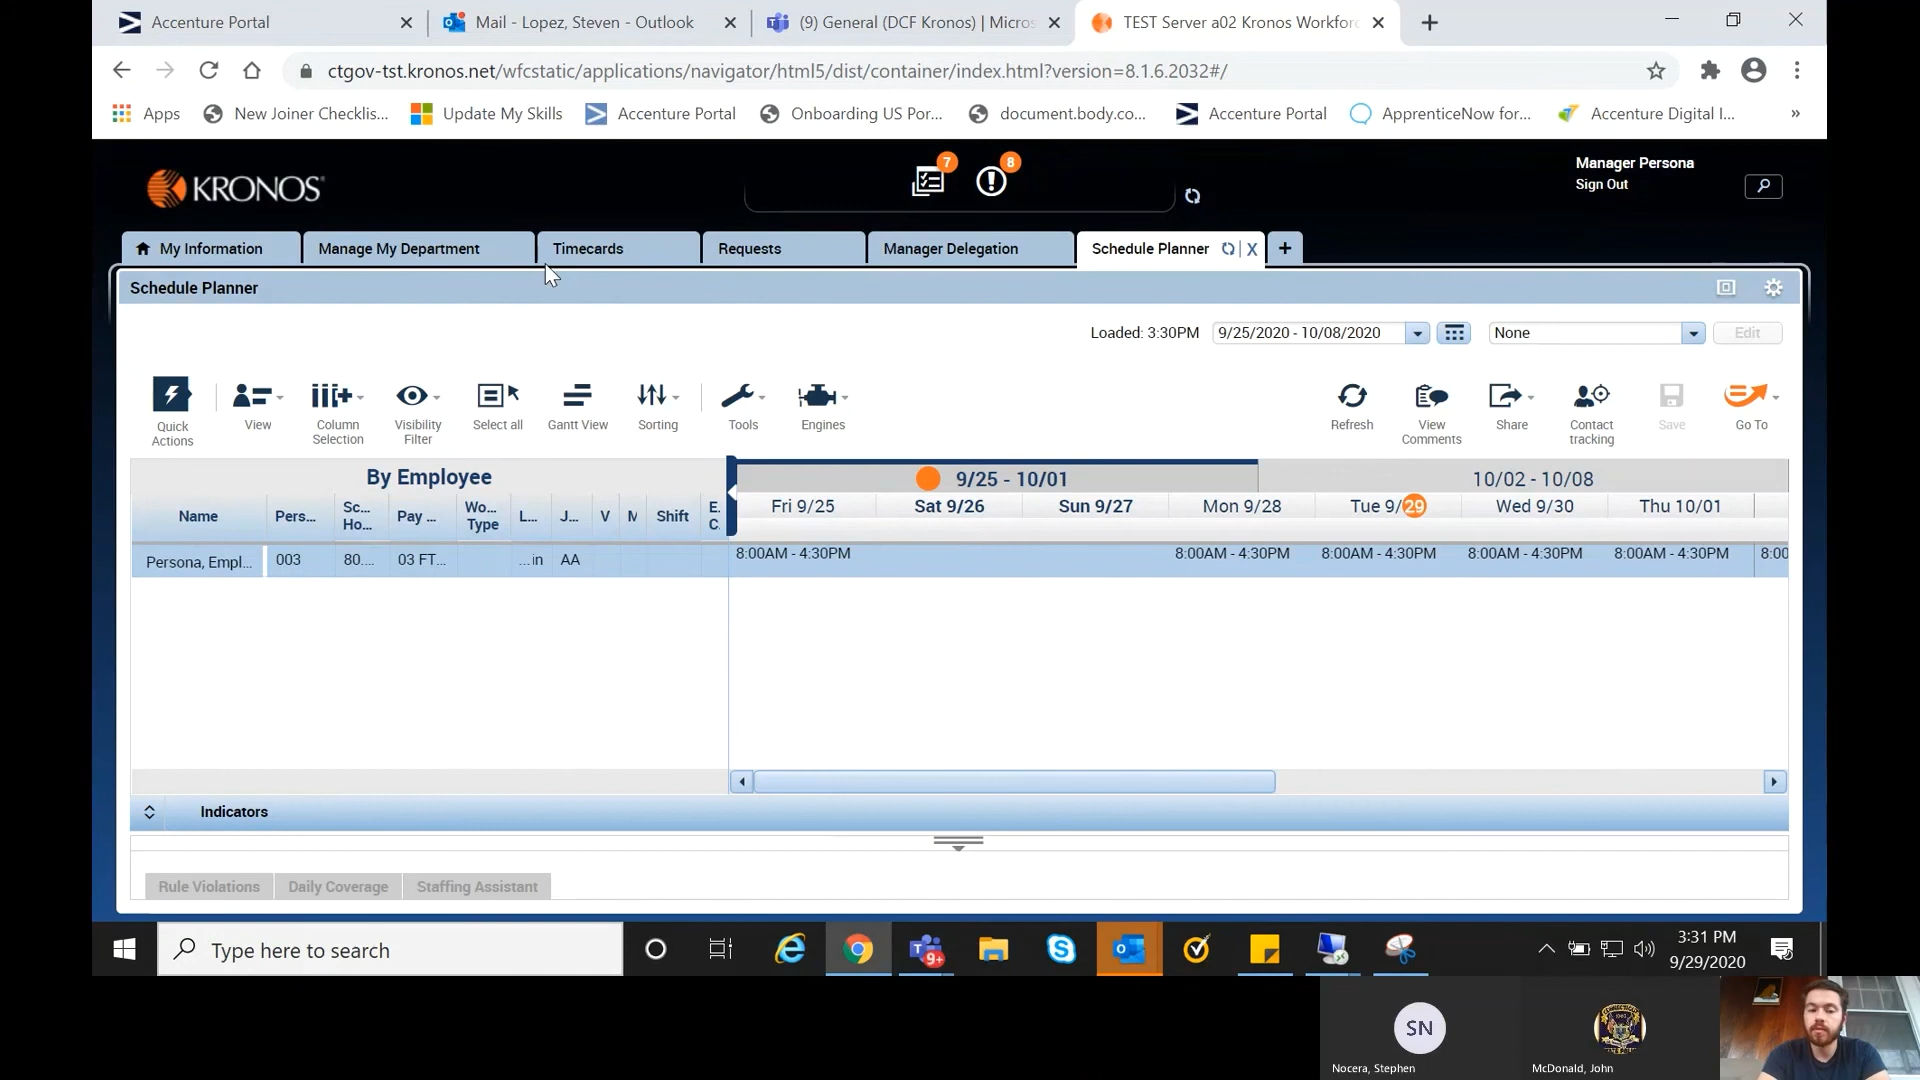 Accenture Portal
Mail - Lopez, Steven - Outlook
(9) General (DCF Kronos) | Micros
TEST Server a02 Kronos Workforc
ctgov-tst.kronos.net/wfcstatic/applications/navigator/html5/dist/container/index.html?version=8.1.6.2032#/
Apps
New Joiner Checklis...
Update My Skills
Accenture Portal
Onboarding US Por...
document.body.co...
Accenture Portal
ApprenticeNow for...
Accenture Digital I...
»
KRONOS
7
8
Manager Persona
Sign Out
My Information
Manage My Department
Timecards
Requests
Manager Delegation
Schedule Planner
X
Schedule Planner
Loaded: 3:30PM
9/25/2020 - 10/08/2020
None
Edit
Quick Actions
View
Column Selection
Visibility Filter
Select all
Gantt View
Sorting
Tools
Engines
Refresh
View Comments
Share
Contact tracking
Save
Go To
By Employee
9/25 - 10/01
10/02 - 10/08
Name
Pers...
Sc... Ho...
Pay ...
Wo... Type
L...
J...
V
M
Shift
E. C.
Fri 9/25
Sat 9/26
Sun 9/27
Mon 9/28
Tue 9/29
Wed 9/30
Thu 10/01
Persona, Empl...
003
80....
03 FT...
...in
AA
8:00AM - 4:30PM
8:00AM - 4:30PM
8:00AM - 4:30PM
8:00AM - 4:30PM
8:00AM - 4:30PM
8:00
Indicators
Rule Violations
Daily Coverage
Staffing Assistant
Type here to search
9+
3:31 PM
9/29/2020
SN
Nocera, Stephen
McDonald, John